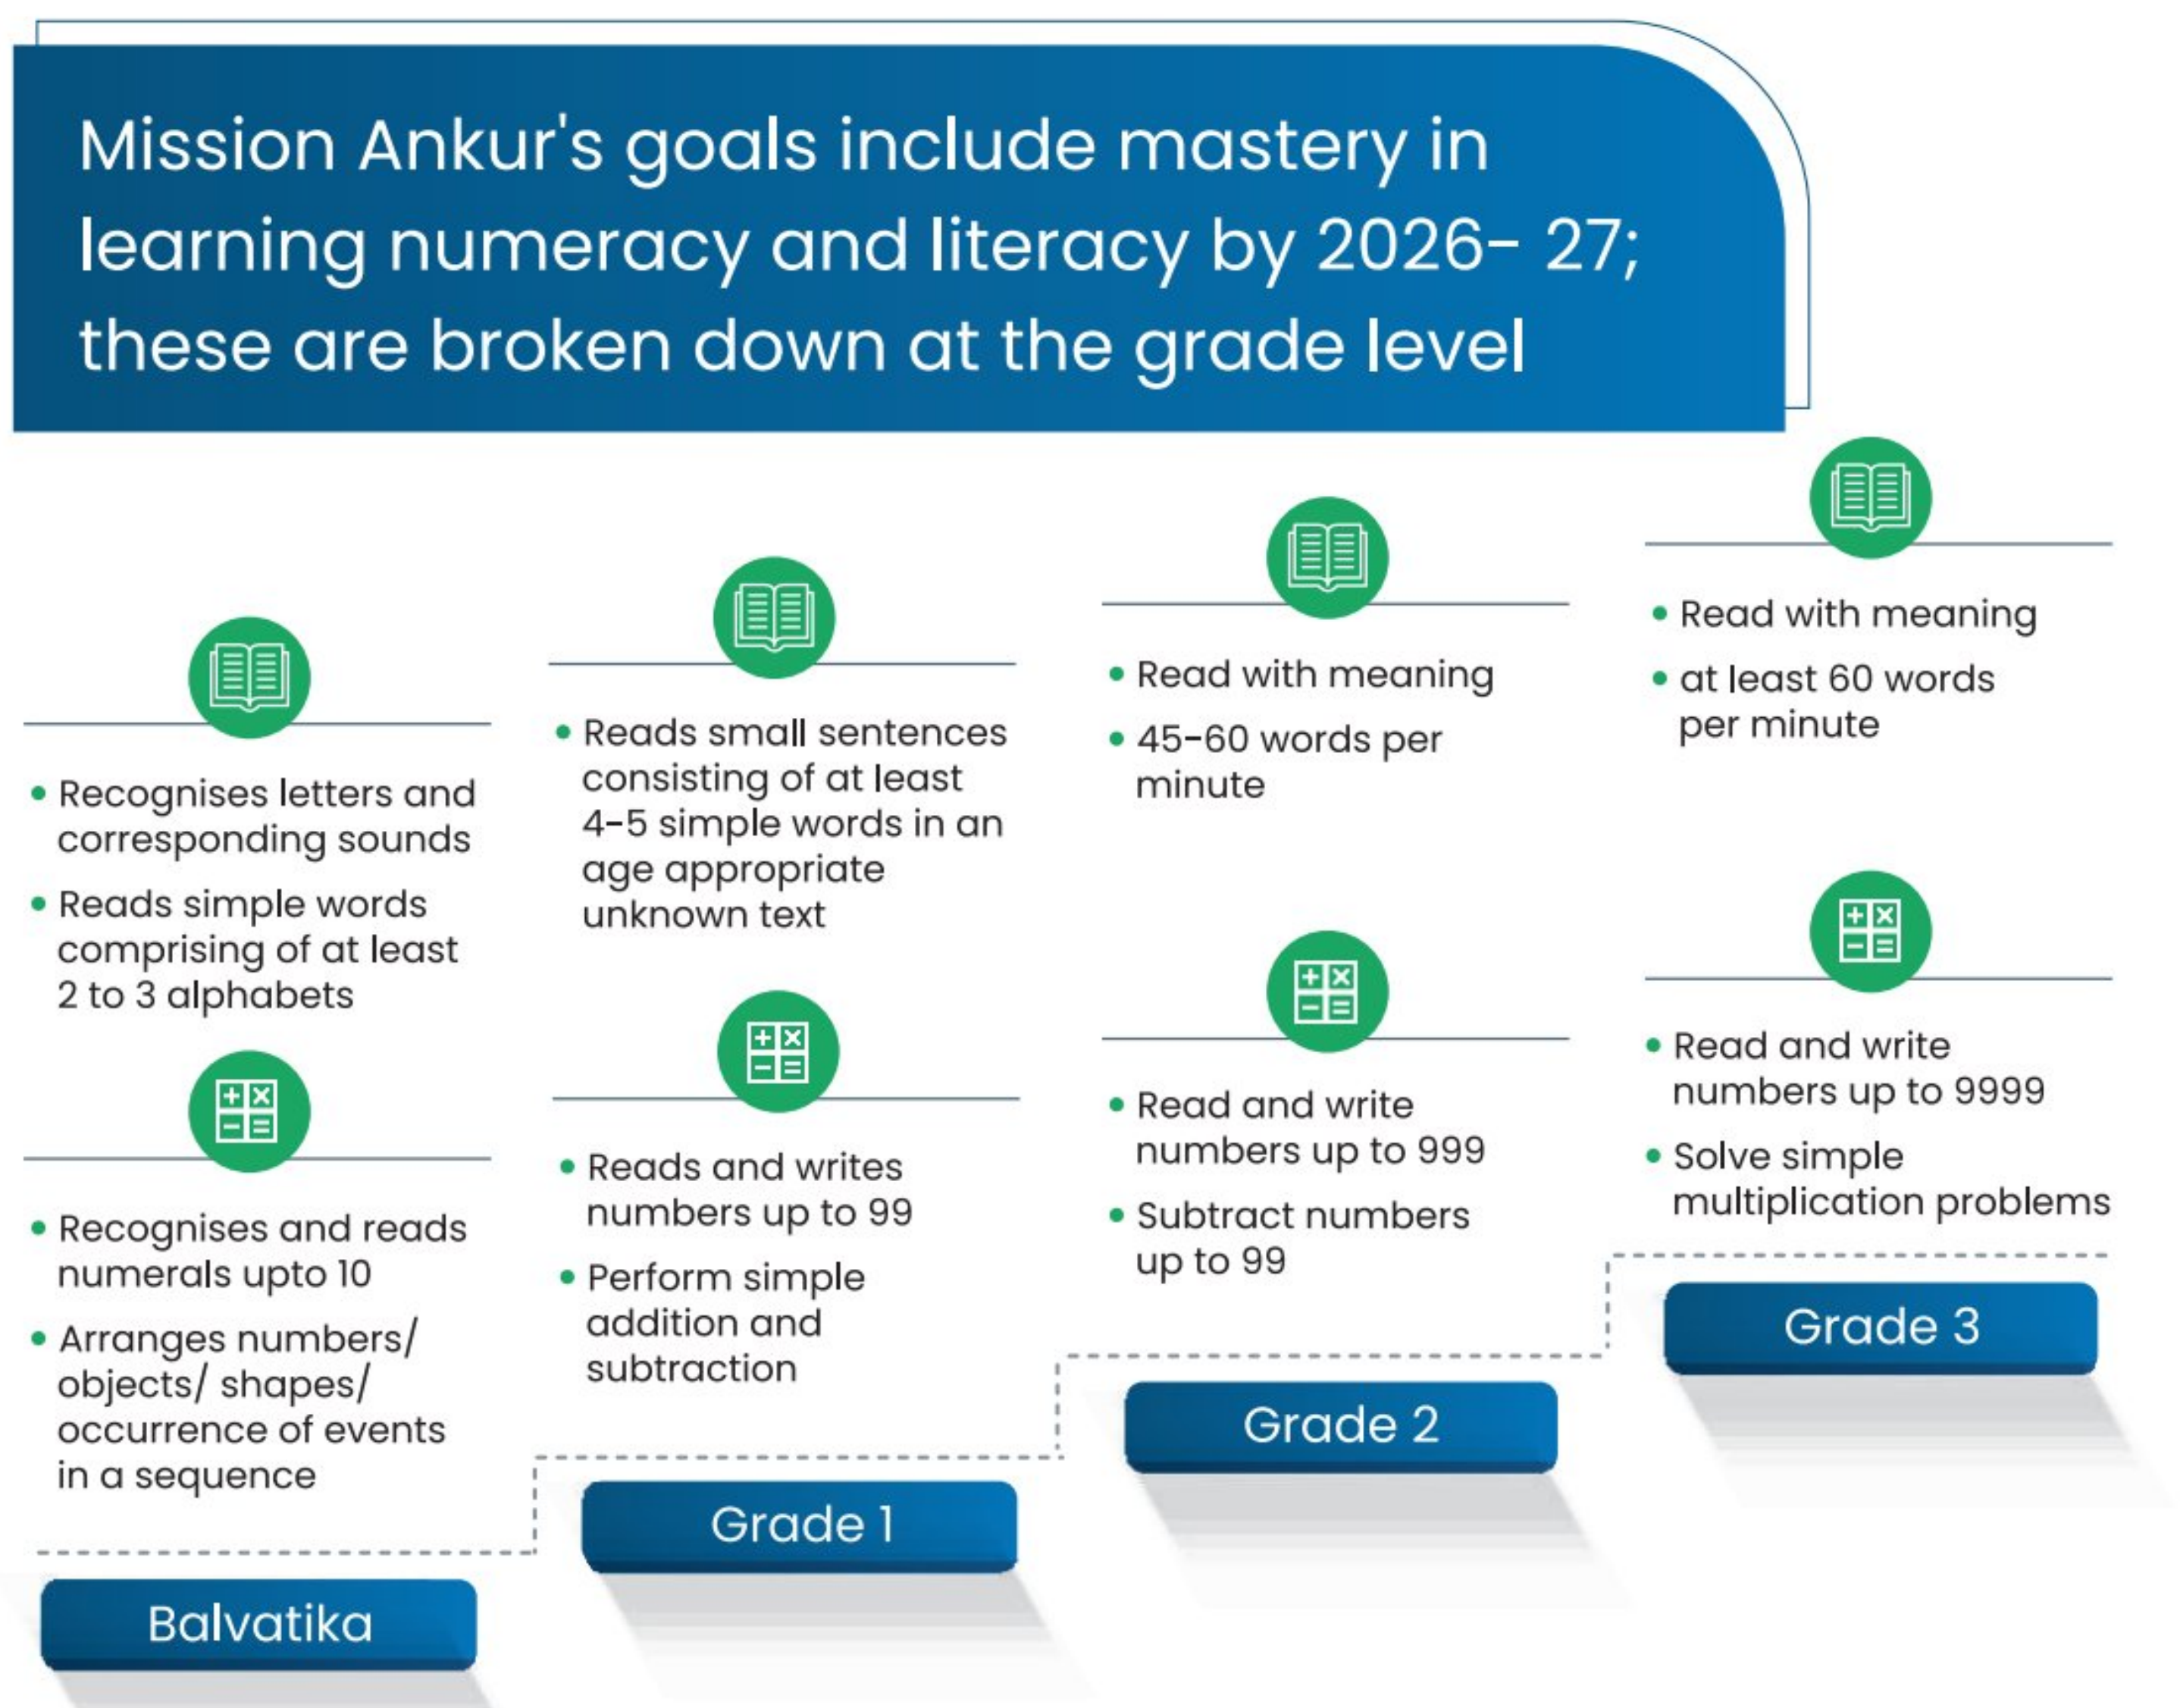 Mission Ankur's goals include mastery in
learning numeracy and literacy by 2026- 27;
these are broken down at the grade level
• Recognises letters and
corresponding sounds
• Reads simple words
comprising of at least
2 to 3 alphabets
• Recognises and reads
numerals upto 10
• Arranges numbers/
objects/ shapes/
occurrence of events
in a sequence
Balvatika
• Reads small sentences
consisting of at least
4-5 simple words in an
age appropriate
unknown text
• Reads and writes
numbers up to 99
• Perform simple
addition and
subtraction
Grade 1
• Read with meaning
• 45-60 words per
minute
• Read and write
numbers up to 999
• Subtract numbers
up to 99
Grade 2
• Read with meaning
• at least 60 words
per minute
• Read and write
numbers up to 9999
• Solve simple
multiplication problems
Grade 3